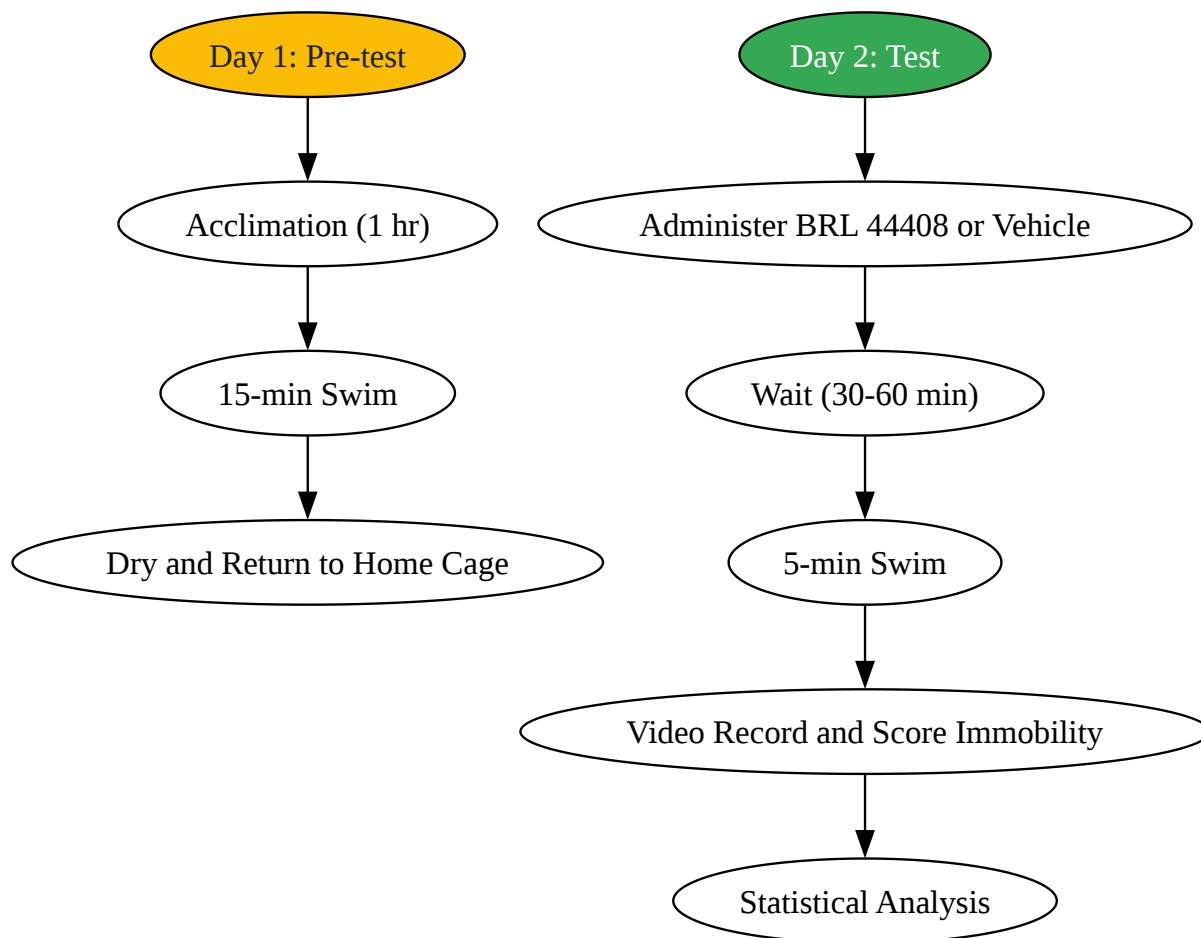 Day 1: Pre-test
Acclimation (1 hr)
15-min Swim
Dry and Return to Home Cage
Day 2: Test
Administer BRL 44408 or Vehicle
Wait (30-60 min)
5-min Swim
Video Record and Score Immobility
Statistical Analysis